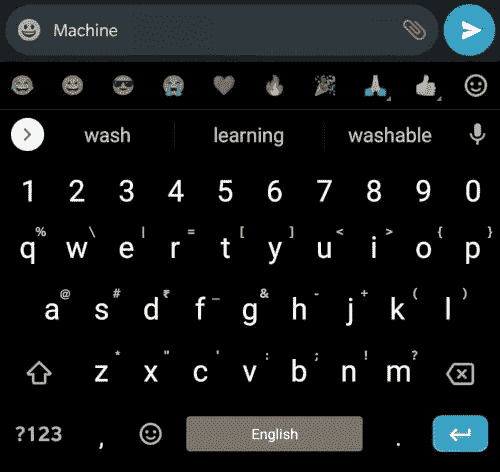 Machine
wash learning washable
1 2 3 4 5 6 7 8 9 0
% \ | = [ ] < > { }
q w e r t y u i o p
@ # ₹ _ & - + ( )
a s d f g h j k l
* " ' : ; ! ?
z x c v b n m
?123 , English .